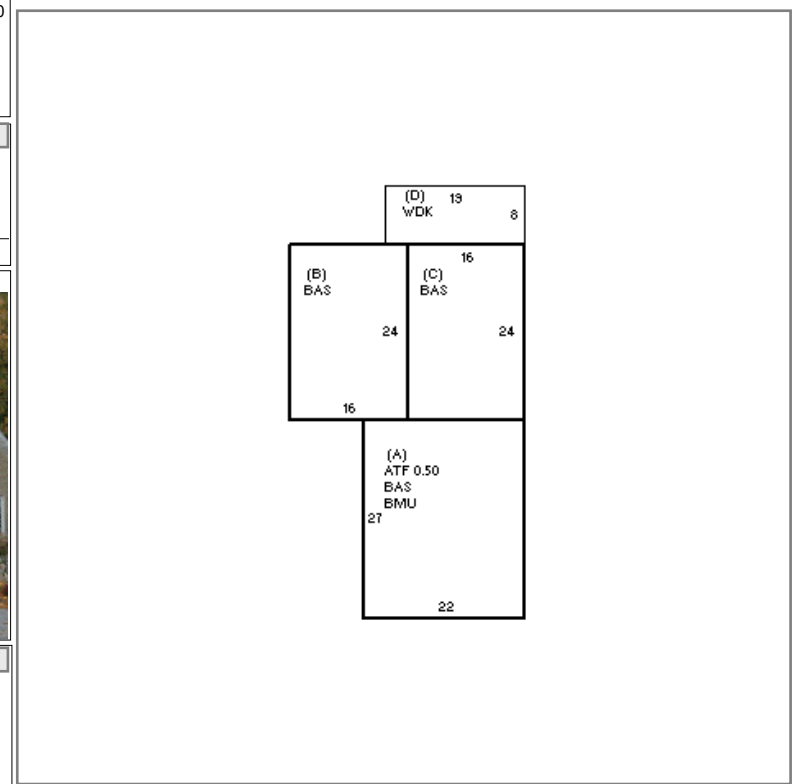 (D) 19
WDK
8
16
(B)
BAS
(C)
BAS
24
24
16
(A)
ATF 0.50
BAS
BMU
27
22